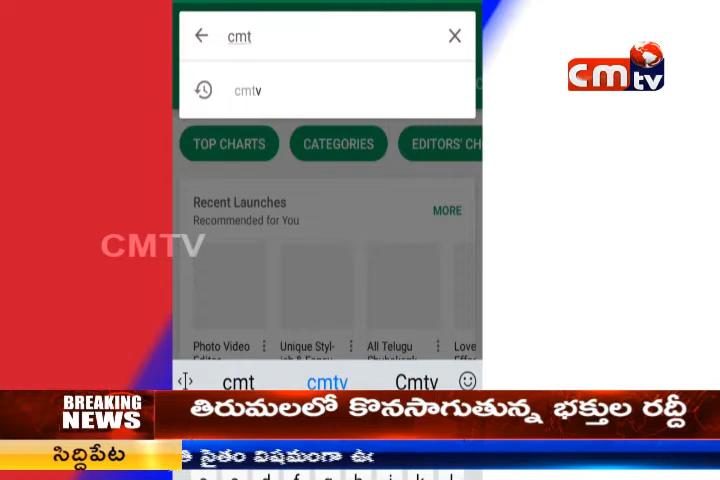 cmt
cmtv
TOP CHARTS
CATEGORIES
EDITORS' CH
Recent Launches
Recommended for You
MORE
Photo Video
Unique Styl-
All Telugu
Love
cmt
cmtv
Cmtv
CMTV
cmtv
BREAKING NEWS
తిరుమలలో కొనసాగుతున్న భక్తుల రద్దీ
సిద్దిపేట
సైతం విషమంగా